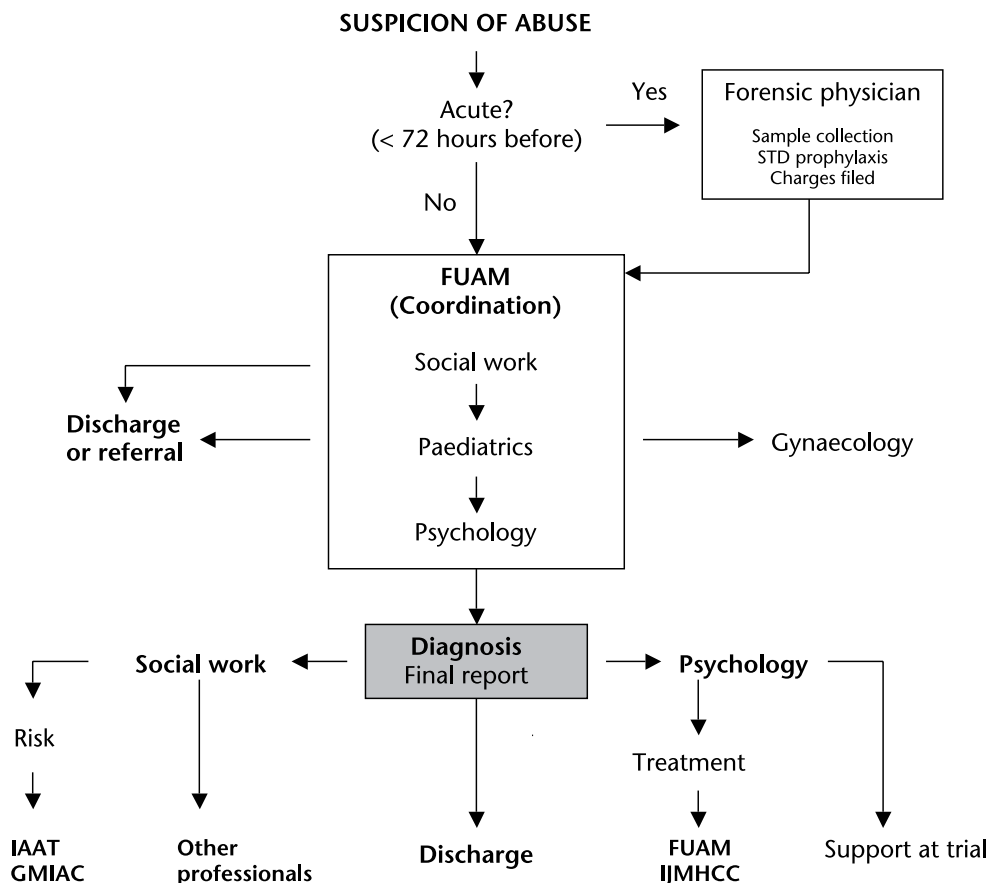 SUSPICION OF ABUSE
Acute?
(< 72 hours before)
Yes
Forensic physician
Sample collection
STD prophylaxis
Charges filed
No
FUAM
(Coordination)
Social work
Paediatrics
Psychology
Discharge
or referral
Gynaecology
Diagnosis
Final report
Social work
Psychology
Risk
Treatment
IAAT
GMIAC
Other
professionals
Discharge
FUAM
IJMHCC
Support at trial